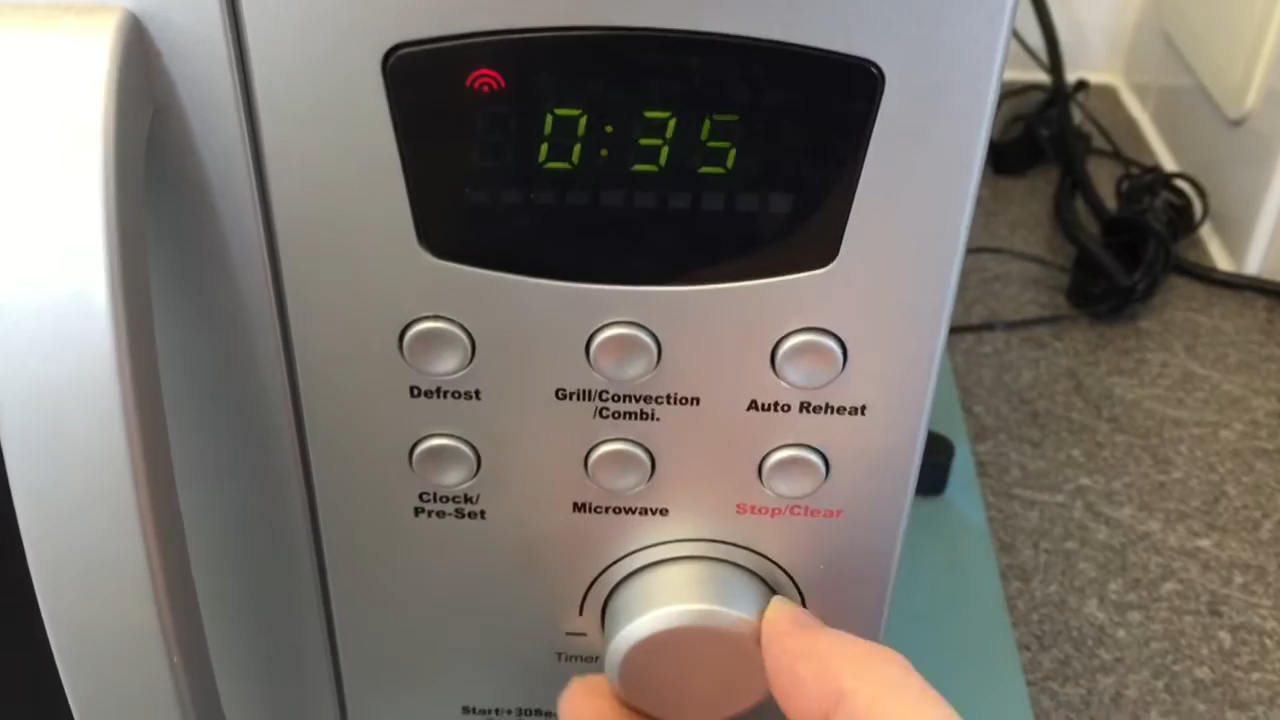 0:35
Defrost
Grill/Convection
/Combi.
Auto Reheat
Clock/
Pre-Set
Microwave
Stop/Clear
Timer